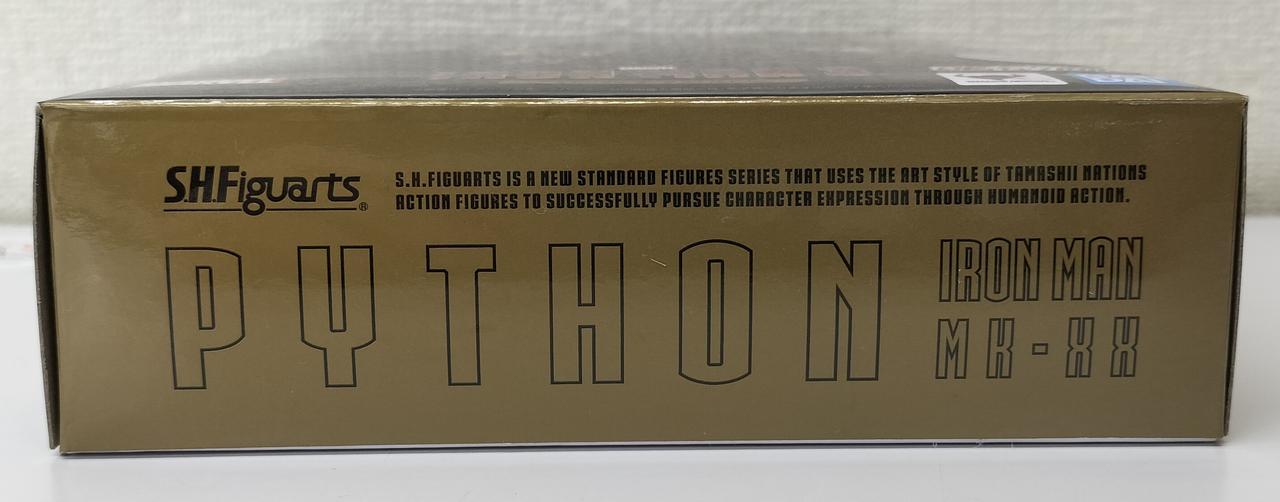 S.H.Figuarts®
S.H.FIGUARTS IS A NEW STANDARD FIGURES SERIES THAT USES THE ART STYLE OF TAMASHII NATIONS
ACTION FIGURES TO SUCCESSFULLY PURSUE CHARACTER EXPRESSION THROUGH HUMANOID ACTION.
PYTHON
IRON MAN
MK-XX